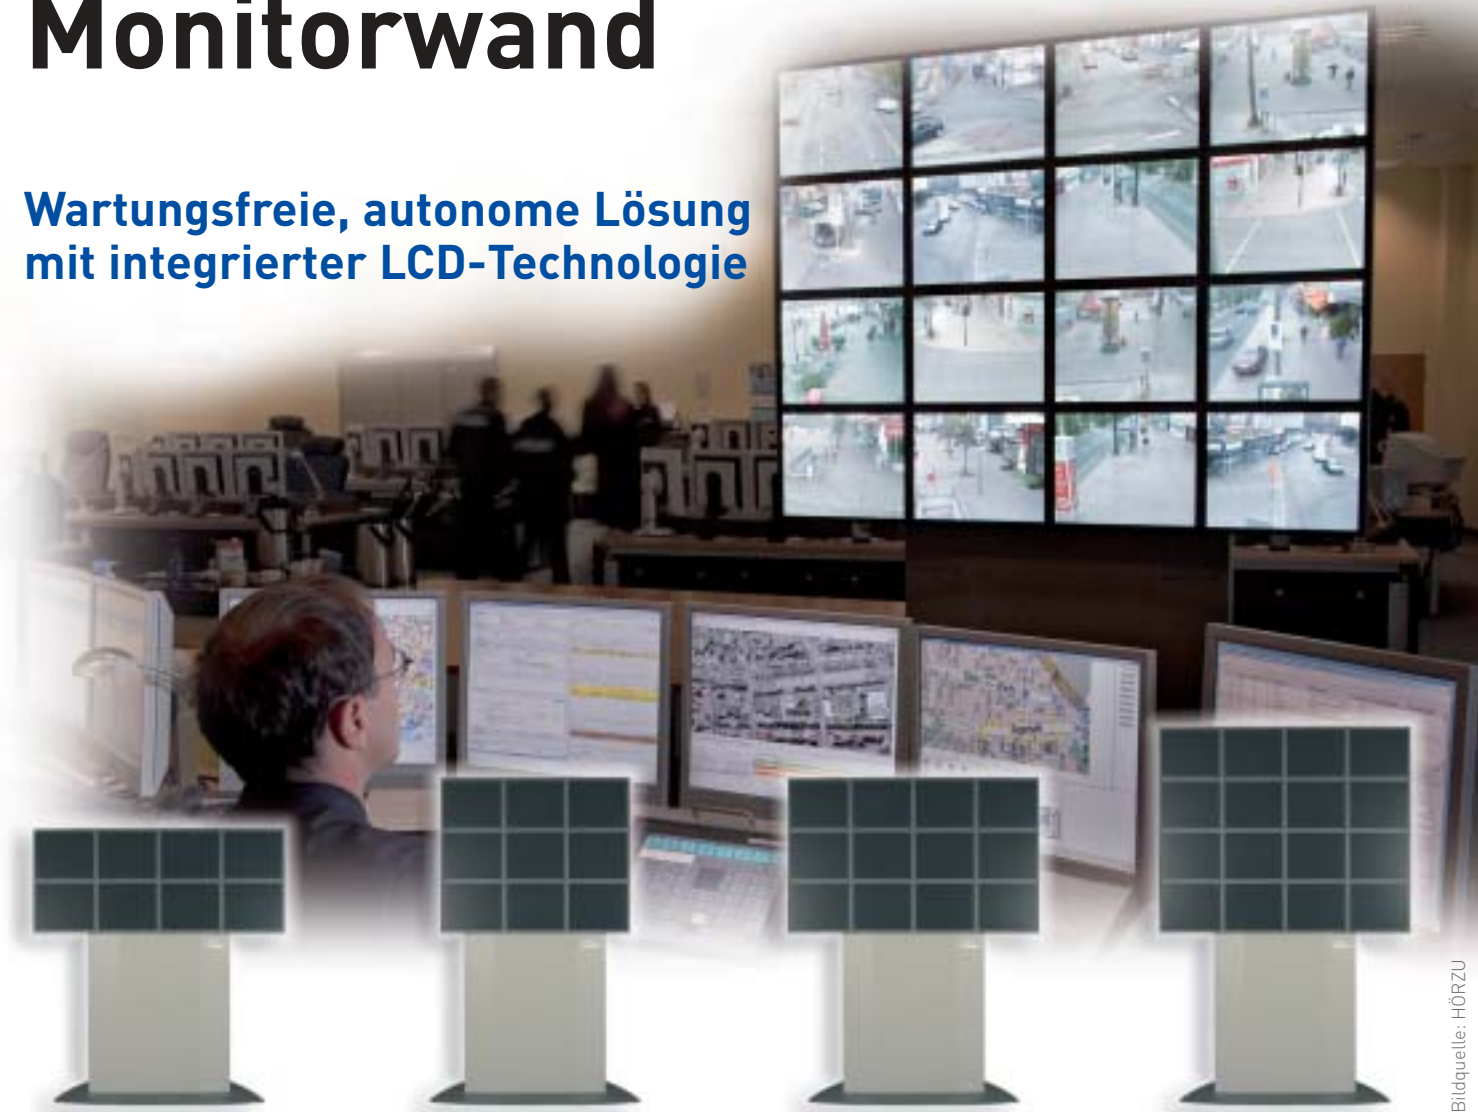 Monitorwand
Wartungsfreie, autonome Lösung
mit integrierter LCD-Technologie
Bildquelle: HÖRZU